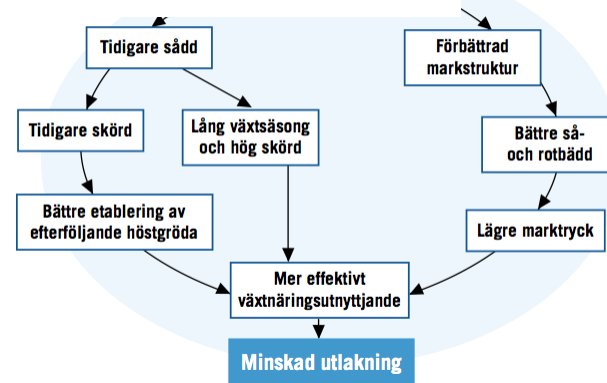 Tidigare sådd
Förbättrad
markstruktur
Tidigare skörd
Lång växtsäsong
och hög skörd
Bättre så-
och rotbädd
Bättre etablering av
efterföljande höstgröda
Lägre marktryck
Mer effektivt
växtnäringsutnyttjande
Minskad utlakning